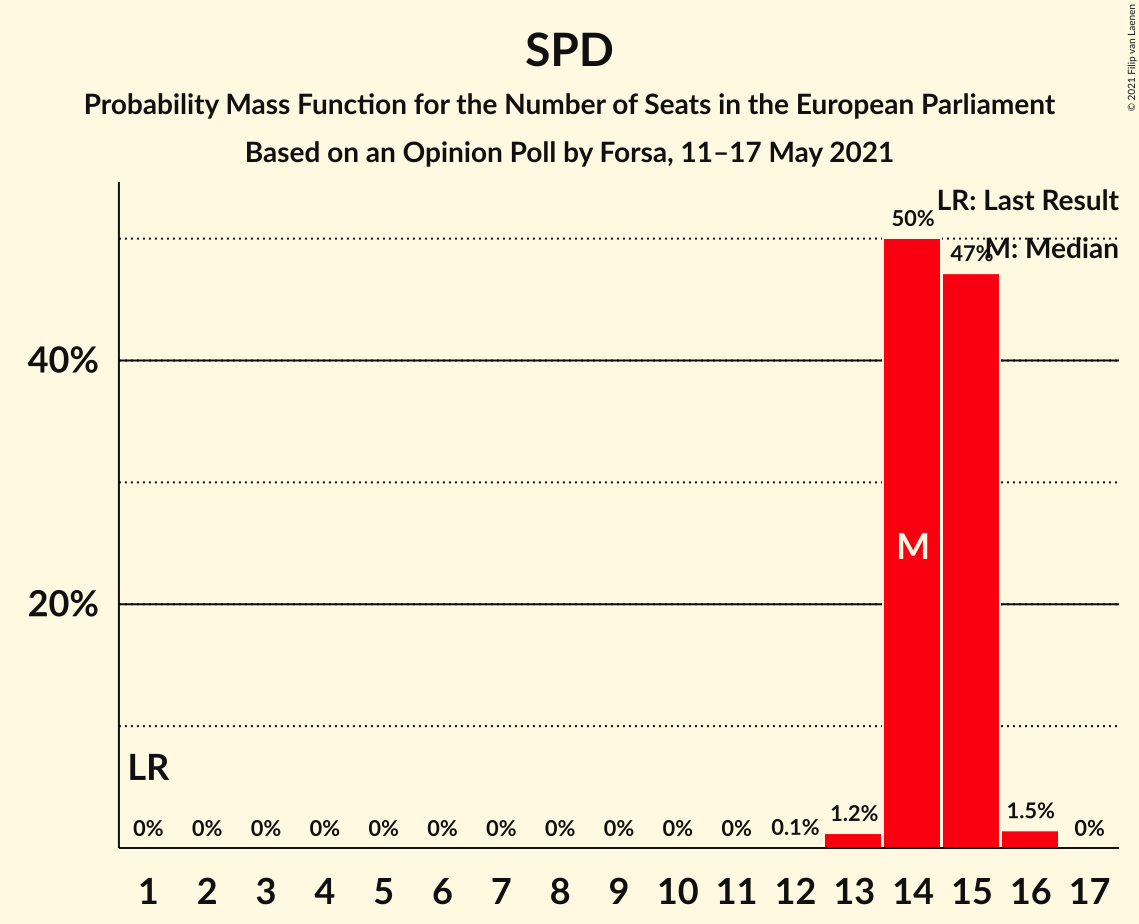 SPD
Probability Mass Function for the Number of Seats in the European Parliament
Based on an Opinion Poll by Forsa, 11–17 May 2021
© 2021 Filip van Laenen
LR: Last Result
M: Median
50%
47%
40%
M
20%
LR
0% 0% 0% 0% 0% 0% 0% 0% 0% 0% 0% 0.1% 1.2% 1.5% 0%
1 2 3 4 5 6 7 8 9 10 11 12 13 14 15 16 17